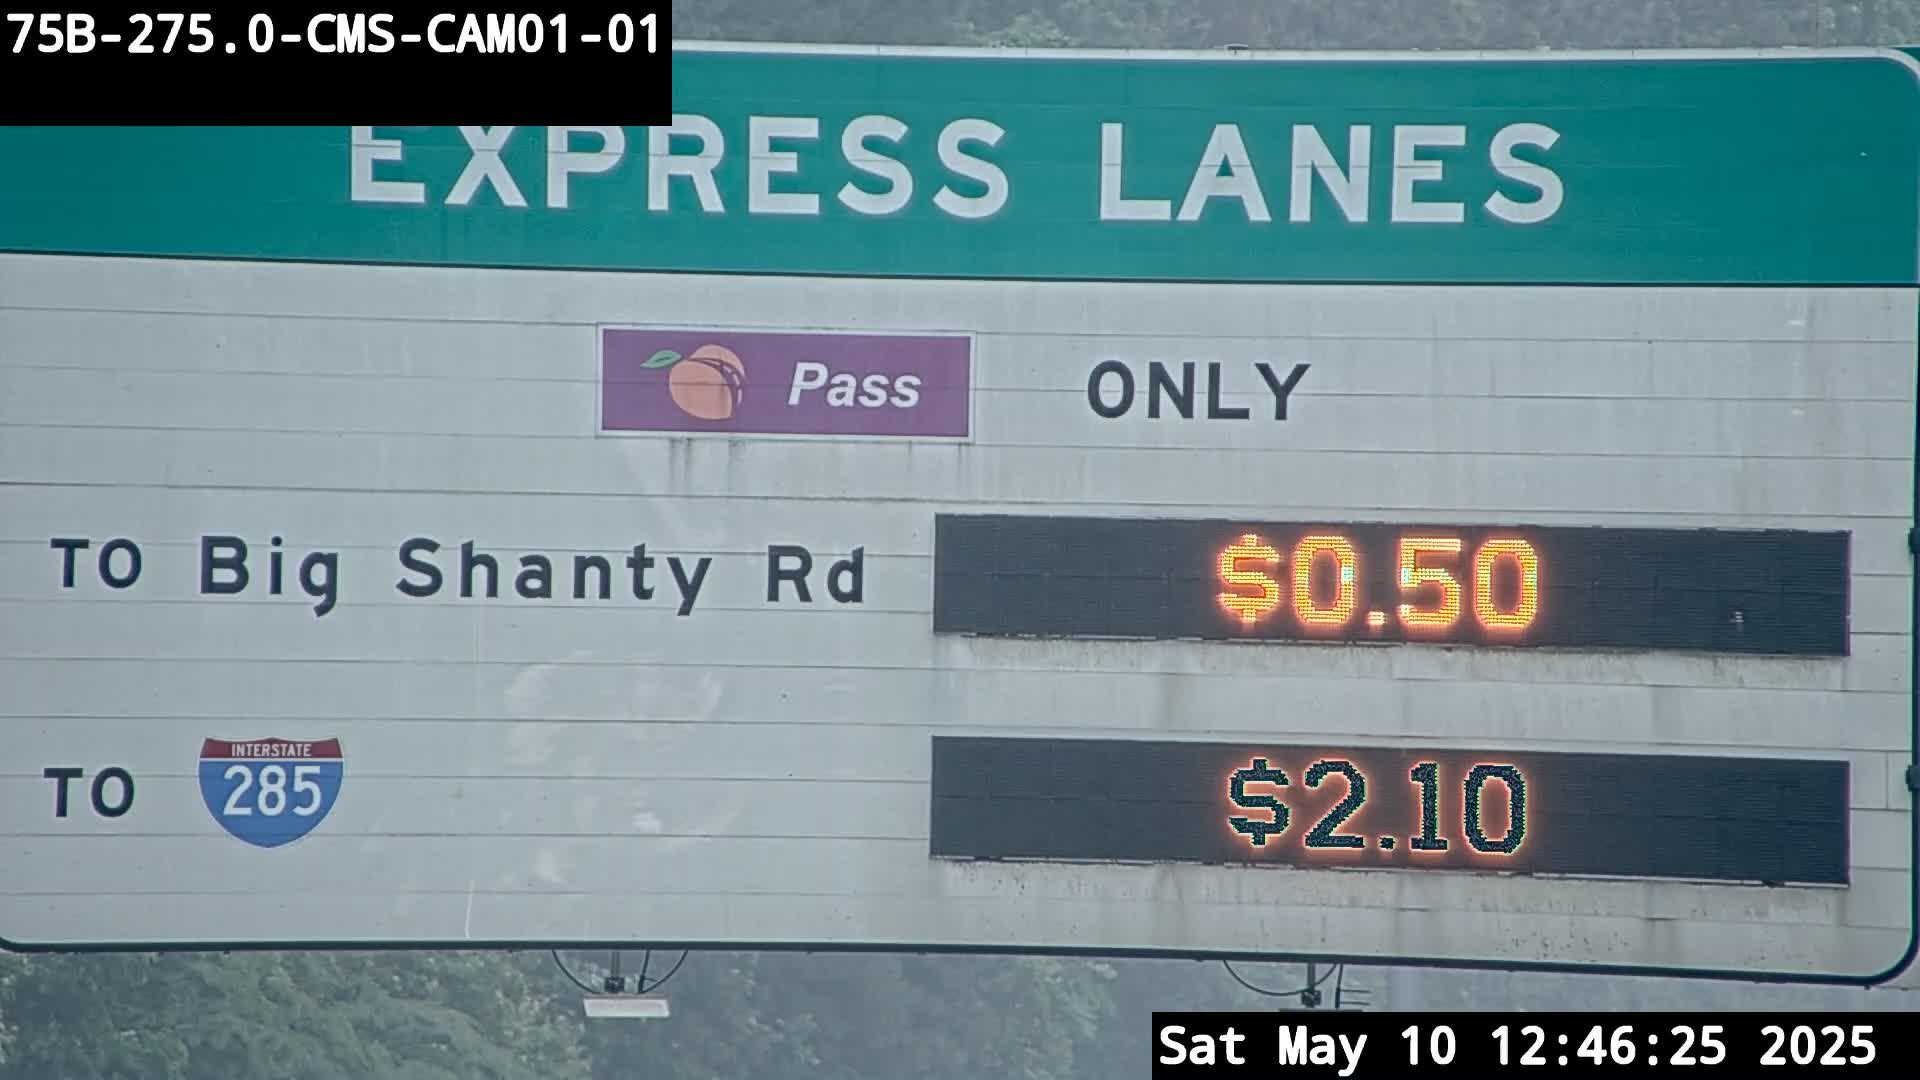 75B-275.0-CMS-CAM01-01
EXPRESS LANES
Pass ONLY
TO Big Shanty Rd $0.50
INTERSTATE
TO 285 $2.10
Sat May 10 12:46:25 2025